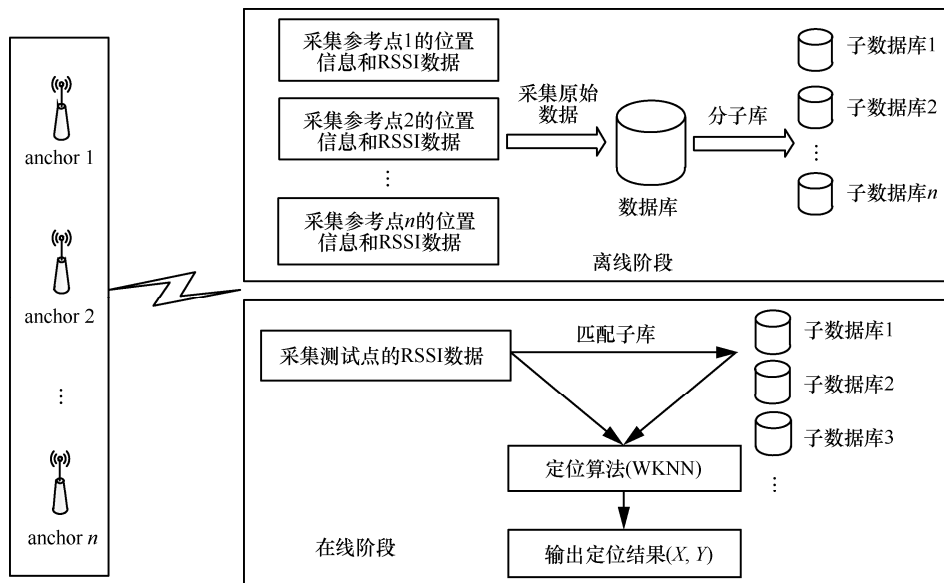 anchor 1
anchor 2
⋮
anchor n
采集参考点1的位置
信息和RSSI数据
采集参考点2的位置
信息和RSSI数据
⋮
采集参考点n的位置
信息和RSSI数据
采集原始
数据
数据库
分子库
子数据库1
子数据库2
⋮
子数据库n
离线阶段
采集测试点的RSSI数据
匹配子库
子数据库1
子数据库2
子数据库3
⋮
定位算法(WKNN)
输出定位结果(X, Y)
在线阶段